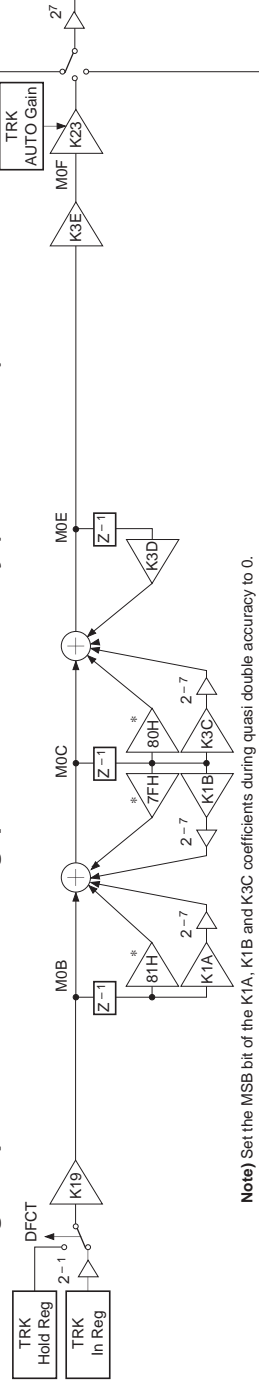 TRK
Hold Reg
TRK
In Reg
2–1
DFCT
K19
M0B
Z–1
81H
*
K1A
2–7
7FH
*
K1B
2–7
M0C
Z–1
80H
*
K3C
2–7
M0E
Z–1
K3D
K3E
M0F
TRK
AUTO Gain
K23
27
Note) Set the MSB bit of the K1A, K1B and K3C coefficients during quasi double accuracy to 0.